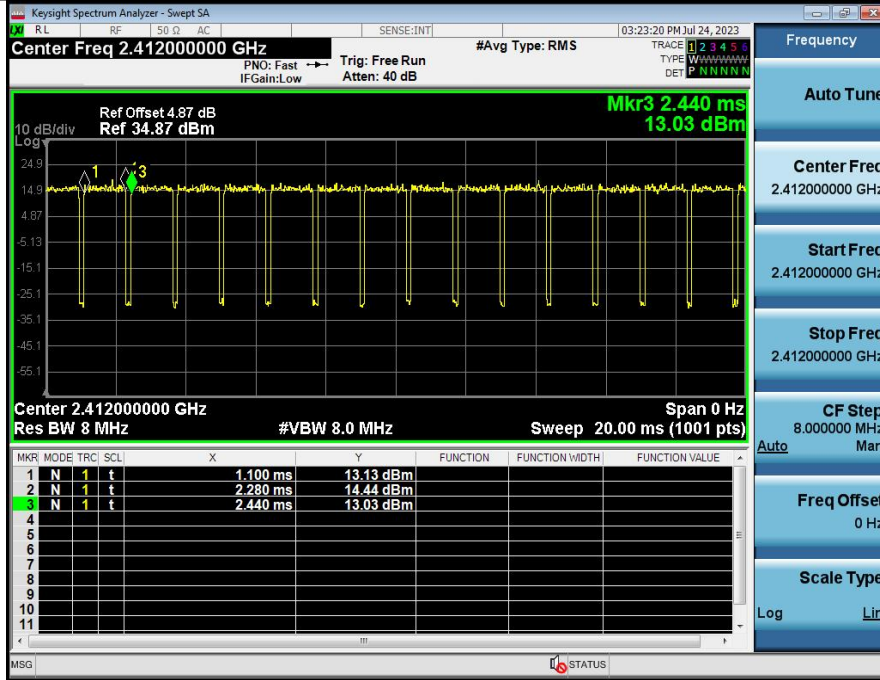 Keysight Spectrum Analyzer - Swept SA
LXI RL RF 50 Ω AC SENSE:INT 03:23:20 PM Jul 24, 2023
Center Freq 2.412000000 GHz #Avg Type: RMS TRACE 1 2 3 4 5 6
PNO: Fast Trig: Free Run TYPE WWWWWWW
IFGain:Low Atten: 40 dB DET P N N N N N
Mkr3 2.440 ms
Ref Offset 4.87 dB
10 dB/div Ref 34.87 dBm 13.03 dBm
Log
24.9
14.9
4.87
-5.13
-15.1
-25.1
-35.1
-45.1
-55.1
1 3
Center 2.412000000 GHz Span 0 Hz
Res BW 8 MHz #VBW 8.0 MHz Sweep 20.00 ms (1001 pts)
MKR MODE TRC SCL X Y FUNCTION FUNCTION WIDTH FUNCTION VALUE
1 N 1 t 1.100 ms 13.13 dBm
2 N 1 t 2.280 ms 14.44 dBm
3 N 1 t 2.440 ms 13.03 dBm
4
5
6
7
8
9
10
11
MSG STATUS
Frequency
Auto Tune
Center Freq
2.412000000 GHz
Start Freq
2.412000000 GHz
Stop Freq
2.412000000 GHz
CF Step
8.000000 MHz
Auto Man
Freq Offset
0 Hz
Scale Type
Log Lin